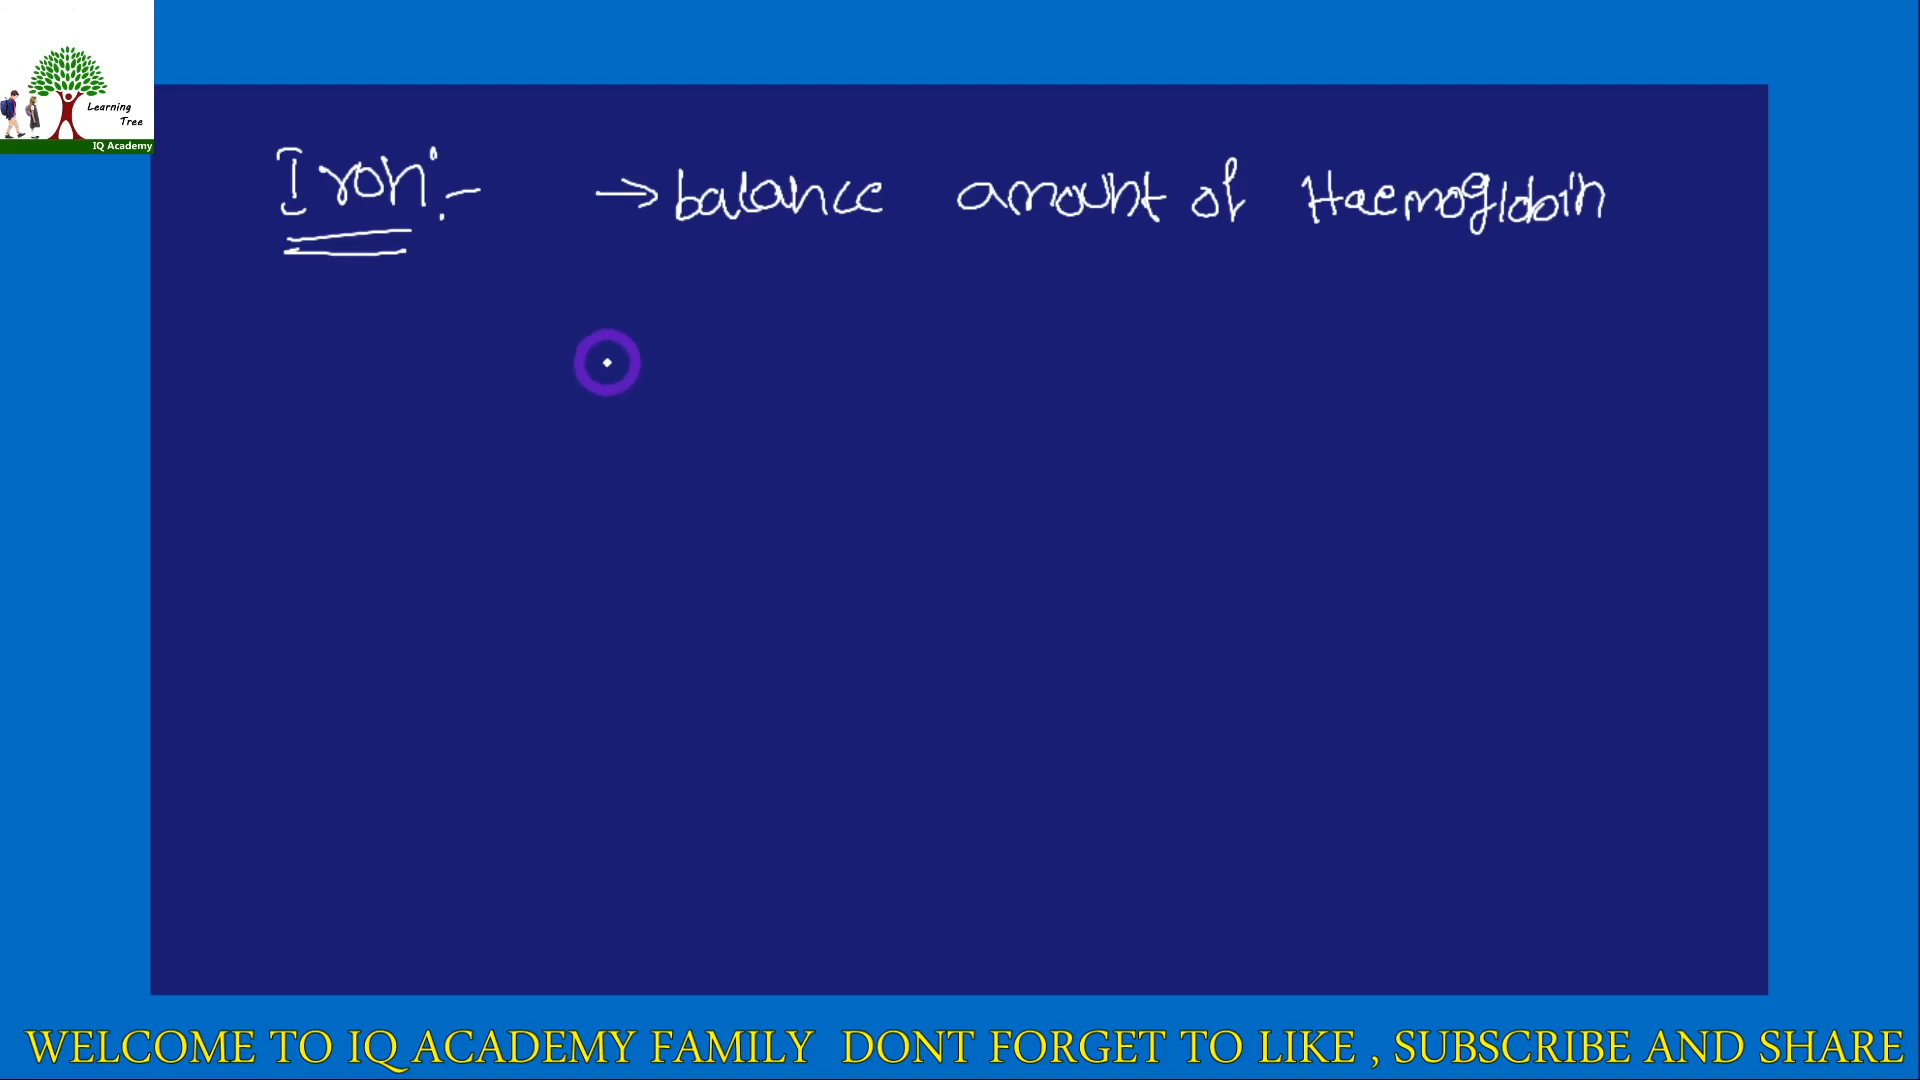 Learning
Tree
IQ Academy
Iron:- → balance amount of Haemoglobin
WELCOME TO IQ ACADEMY FAMILY DONT FORGET TO LIKE , SUBSCRIBE AND SHARE